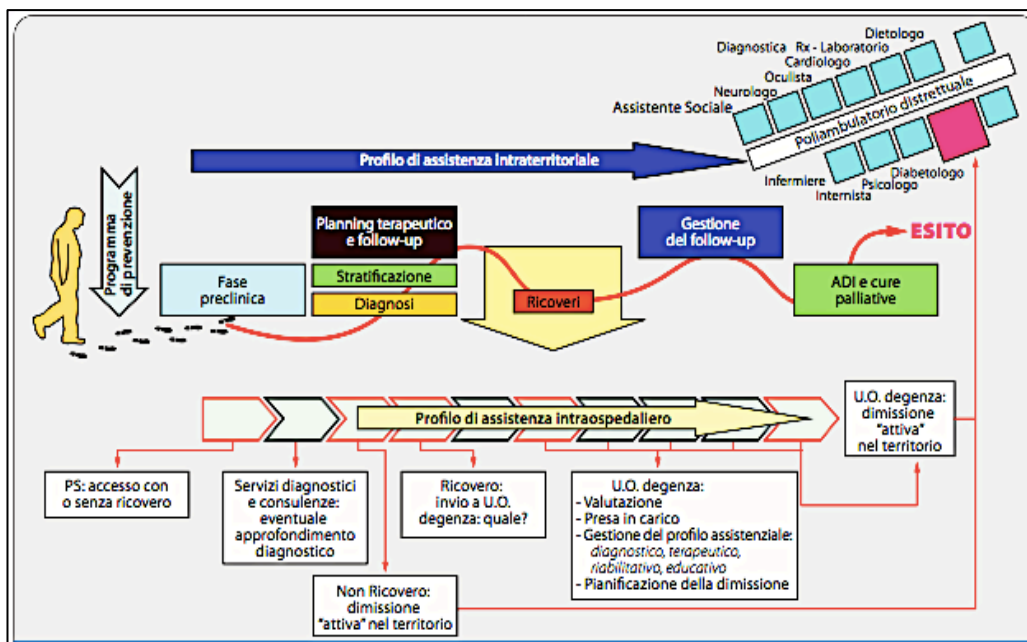 Dietologo
Diagnostica Rx - Laboratorio
Cardiologo
Oculista
Neurologo
Assistente Sociale
Poliambulatorio distrettuale
Diabetologo
Psicologo
Internista
Infermiere
Profilo di assistenza intraterritoriale
Programma
di prevenzione
Fase
preclinica
Planning terapeutico
e follow-up
Stratificazione
Diagnosi
Ricoveri
Gestione
del follow-up
ESITO
ADI e cure
palliative
Profilo di assistenza intraospedaliero
U.O. degenza:
dimissione
"attiva"
nel territorio
PS: accesso con
o senza ricovero
Servizi diagnostici
e consulenze:
eventuale
approfondimento
diagnostico
Ricovero:
invio a U.O.
degenza: quale?
U.O. degenza:
- Valutazione
- Presa in carico
- Gestione del profilo assistenziale:
diagnostico, terapeutico,
riabilitativo, educativo
- Pianificazione della dimissione
Non Ricovero:
dimissione
"attiva" nel territorio